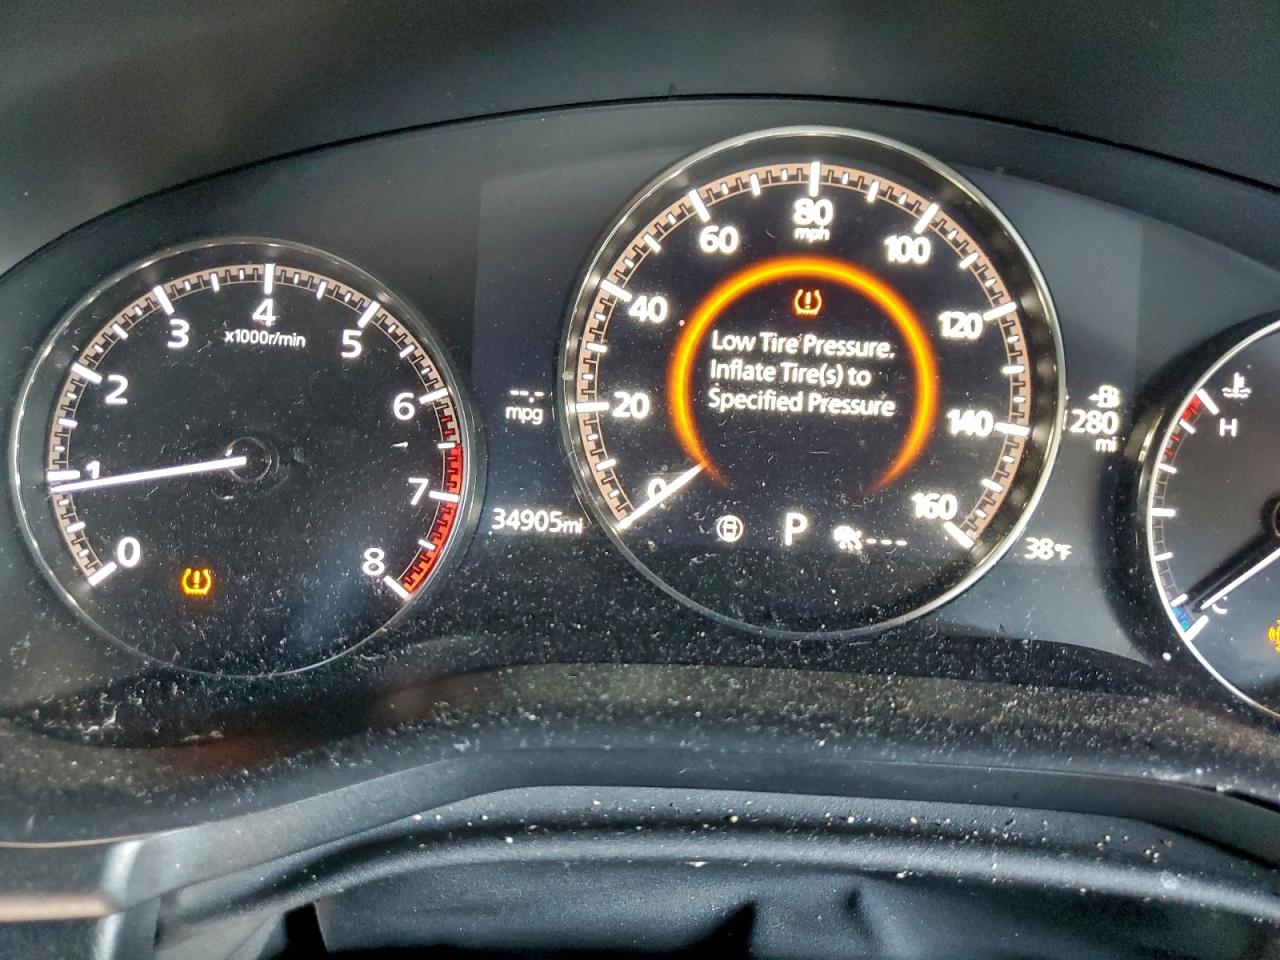 0
1
2
3
4
5
6
7
8
x1000r/min
--.-
mpg
34905mi
0
20
40
60
80
mph
100
120
140
160
Low Tire Pressure.
Inflate Tire(s) to
Specified Pressure
P
---
280
mi
38°F
H
C